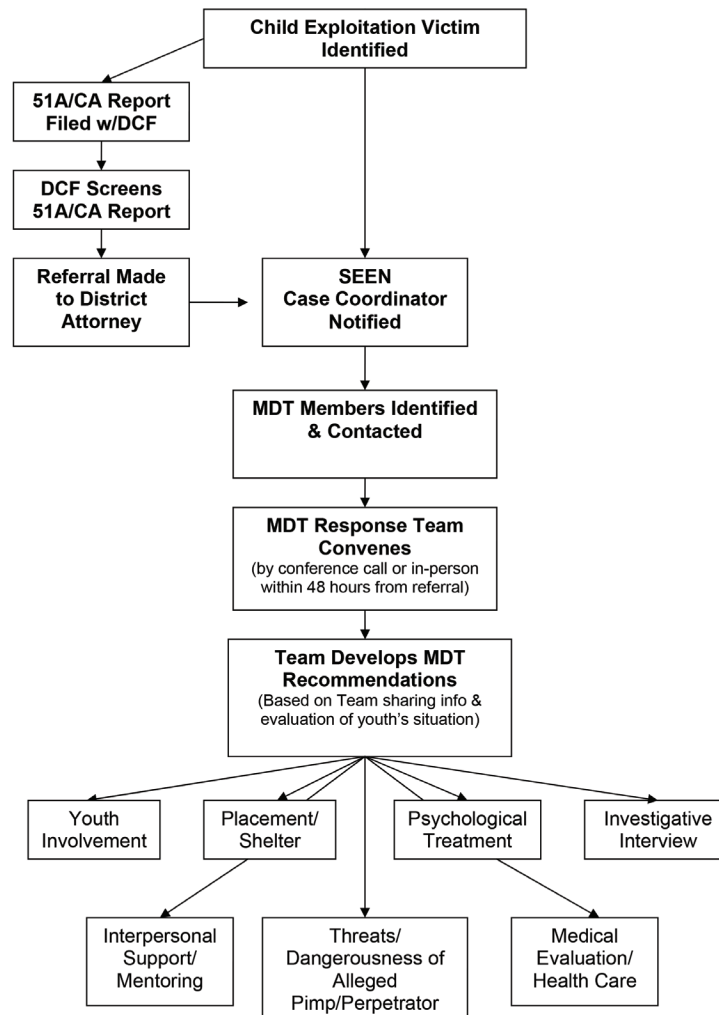 Child Exploitation Victim
Identified
51A/CA Report
Filed w/DCF
DCF Screens
51A/CA Report
Referral Made
to District
Attorney
SEEN
Case Coordinator
Notified
MDT Members Identified
& Contacted
MDT Response Team
Convenes
(by conference call or in-person
within 48 hours from referral)
Team Develops MDT
Recommendations
(Based on Team sharing info &
evaluation of youth's situation)
Youth
Involvement
Placement/
Shelter
Psychological
Treatment
Investigative
Interview
Interpersonal
Support/
Mentoring
Threats/
Dangerousness of
Alleged
Pimp/Perpetrator
Medical
Evaluation/
Health Care